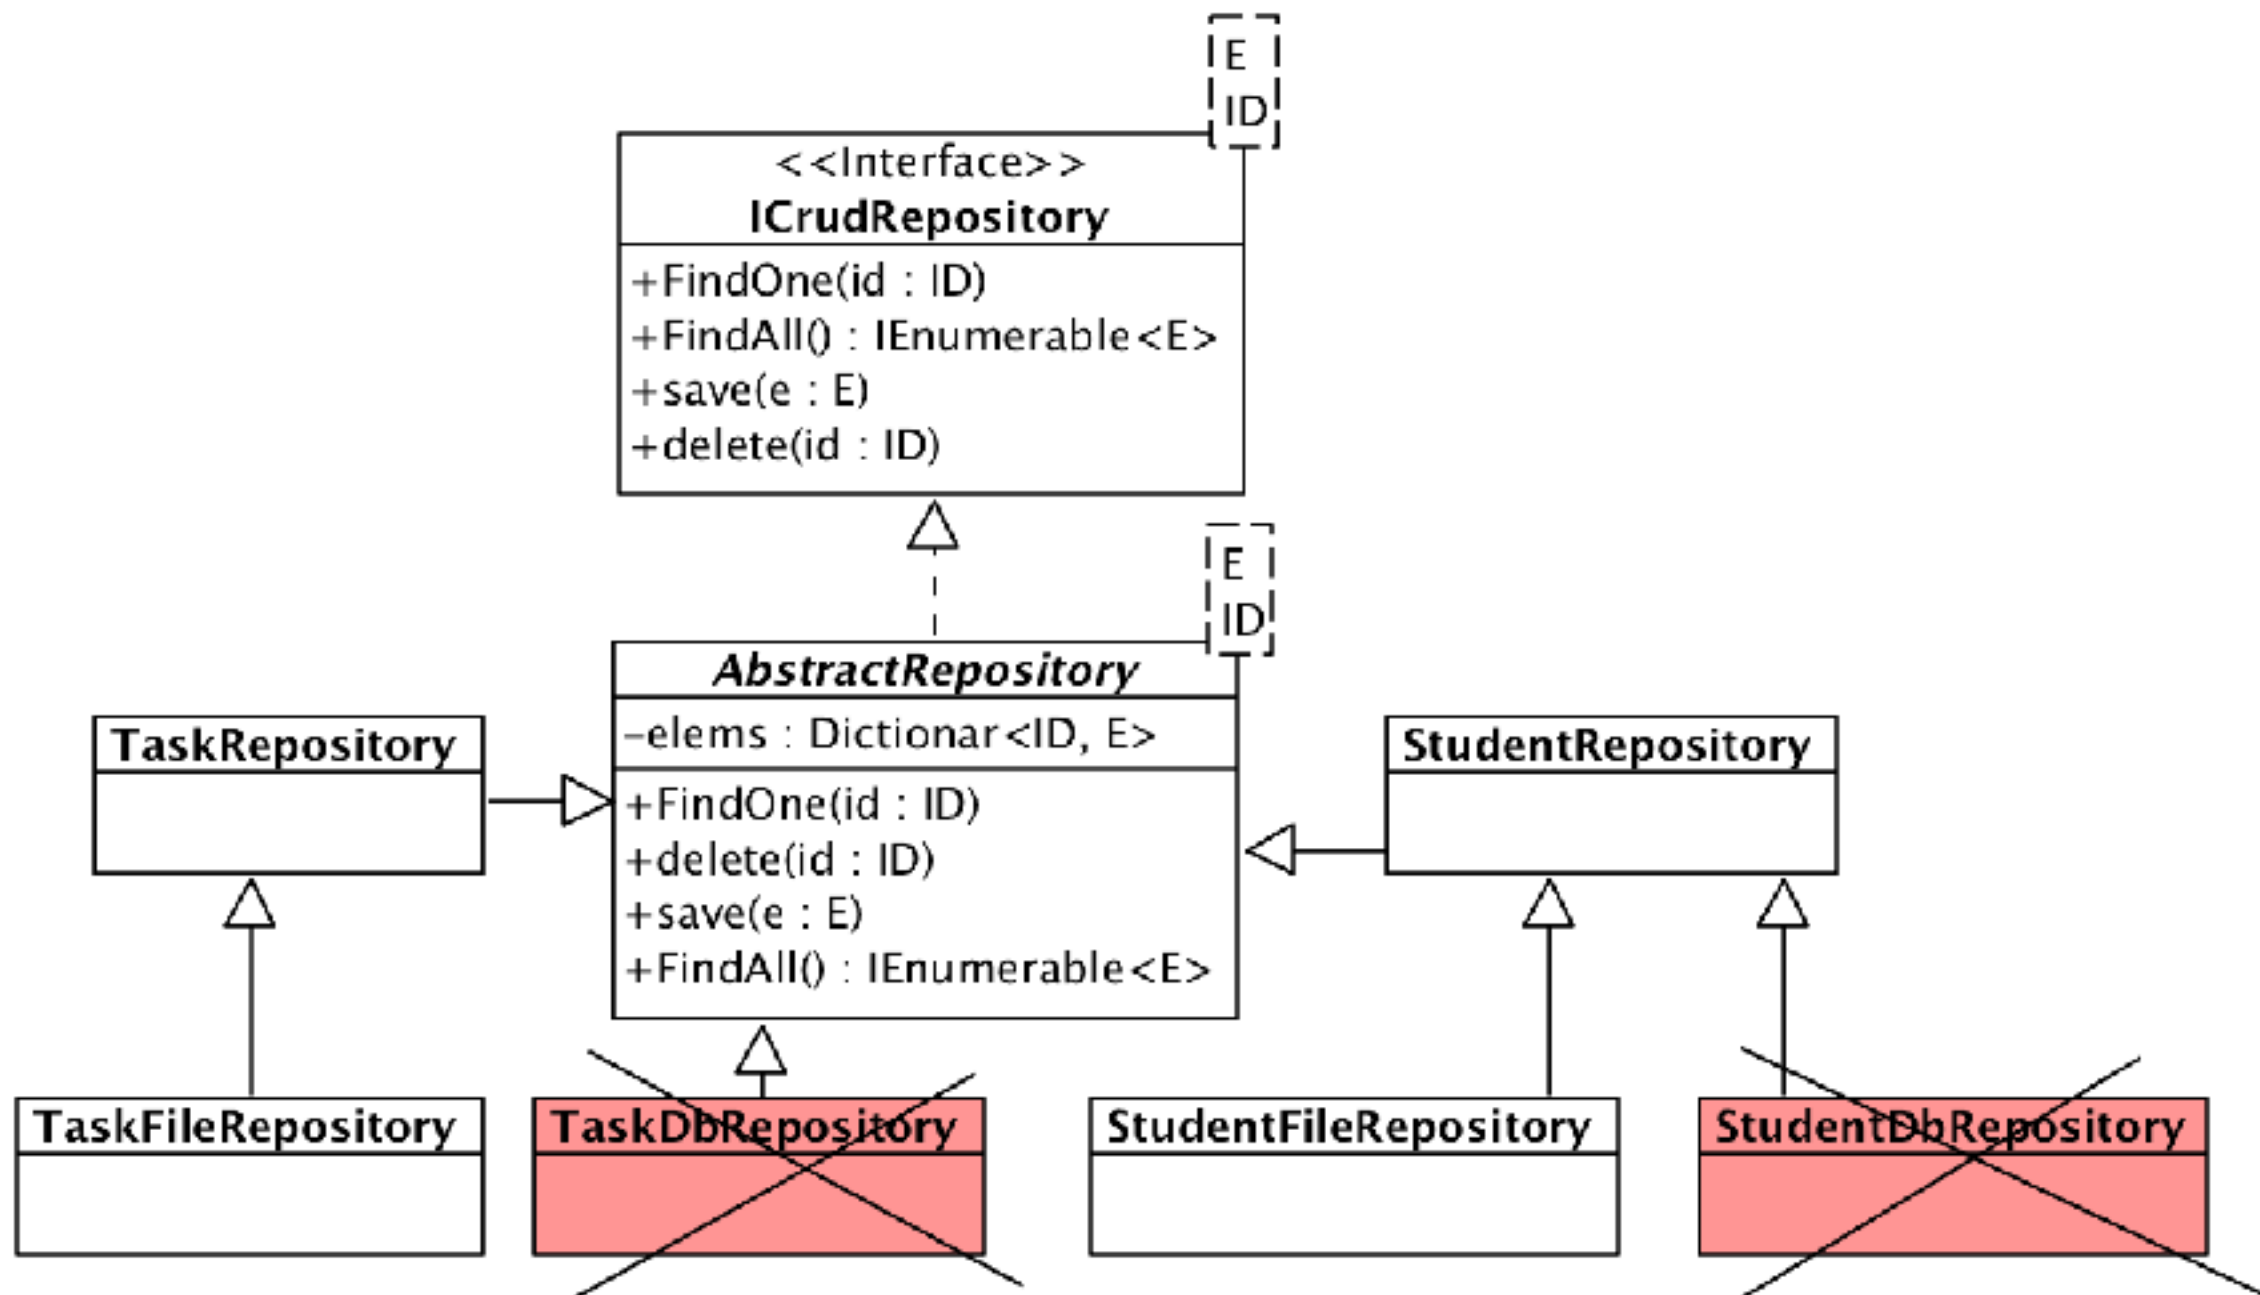 E
ID
<<Interface>>
ICrudRepository
+FindOne(id : ID)
+FindAll() : IEnumerable<E>
+save(e : E)
+delete(id : ID)
E
ID
AbstractRepository
-elems : Dictionar<ID, E>
+FindOne(id : ID)
+delete(id : ID)
+save(e : E)
+FindAll() : IEnumerable<E>
TaskRepository
StudentRepository
TaskFileRepository
TaskDbRepository
StudentFileRepository
StudentDbRepository